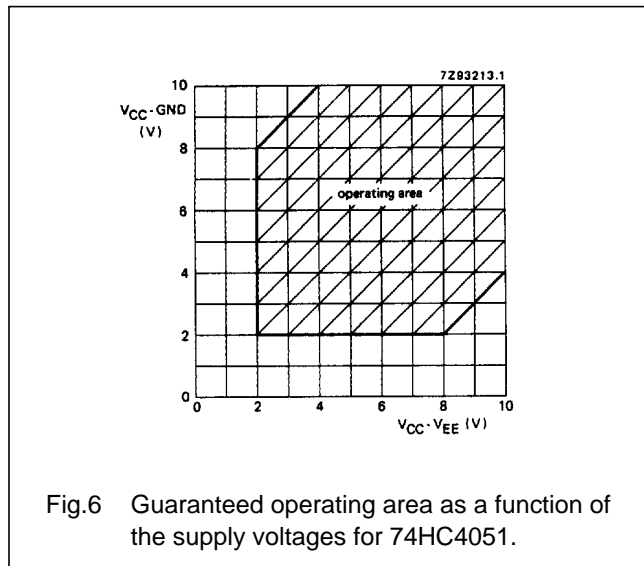 7Z93213.1
10
VCC-GND
(V)
8
operating area
6
4
2
0
0 2 4 6 8 10
VCC-VEE (V)
Fig.6 Guaranteed operating area as a function of
the supply voltages for 74HC4051.